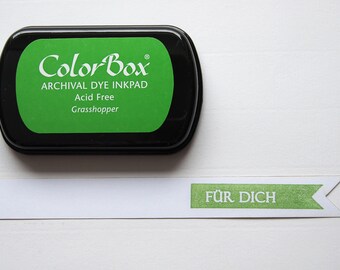 ColorBox®
ARCHIVAL DYE INKPAD
Acid Free
Grasshopper
FÜR DICH